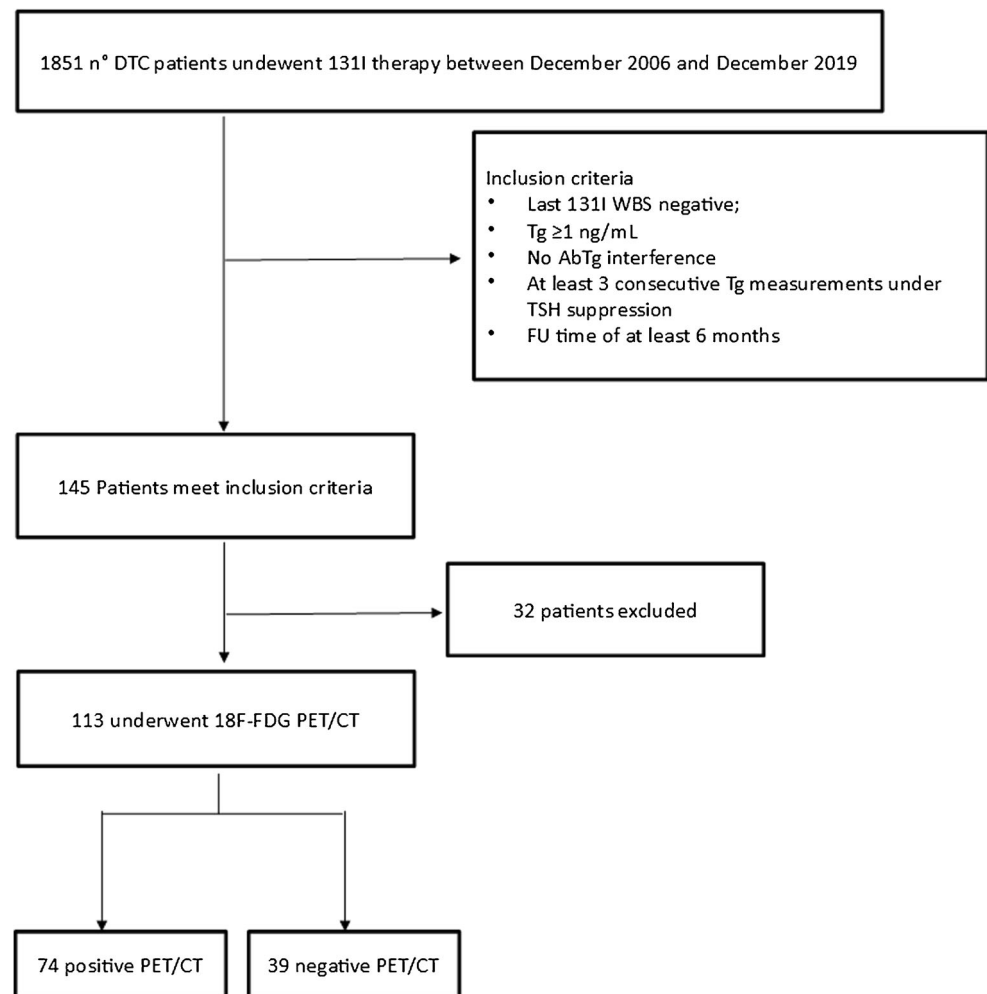 1851 n° DTC patients undewent 131I therapy between December 2006 and December 2019
Inclusion criteria
• Last 131I WBS negative;
• Tg ≥1 ng/mL
• No AbTg interference
• At least 3 consecutive Tg measurements under
TSH suppression
• FU time of at least 6 months
145 Patients meet inclusion criteria
32 patients excluded
113 underwent 18F-FDG PET/CT
74 positive PET/CT
39 negative PET/CT